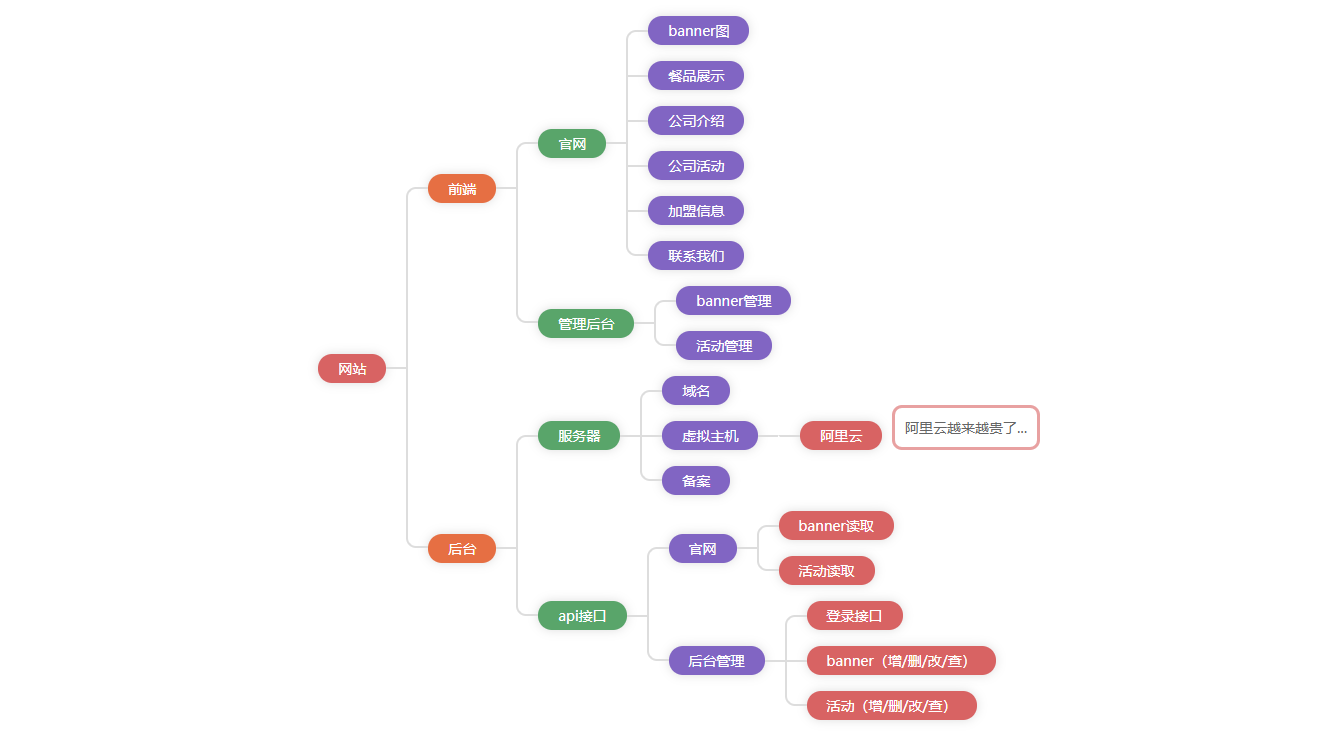 banner图
餐品展示
公司介绍
官网
公司活动
前端
加盟信息
联系我们
banner管理
管理后台
活动管理
网站
域名
服务器
虚拟主机
阿里云
阿里云越来越贵了...
备案
banner读取
后台
官网
活动读取
api接口
登录接口
后台管理
banner（增/删/改/查）
活动（增/删/改/查）